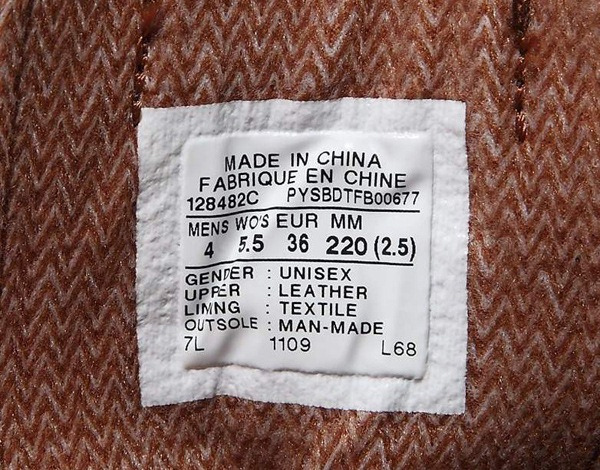 MADE IN CHINA
FABRIQUE EN CHINE
128482C PYSBDTFB00677
MENS WO'S EUR MM
4 5.5 36 220 (2.5)
GENDER : UNISEX
UPPER : LEATHER
LINING : TEXTILE
OUTSOLE : MAN-MADE
7L 1109 L68